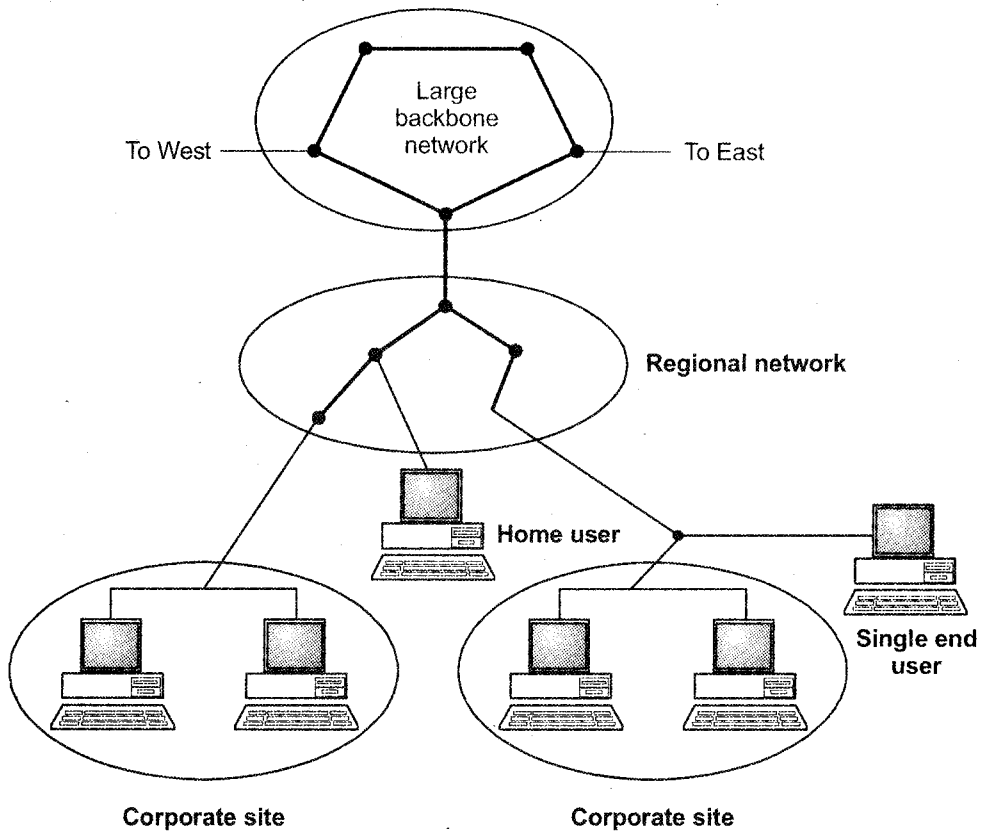 Large
backbone
network
To West
To East
Regional network
Home user
Single end
user
Corporate site
Corporate site